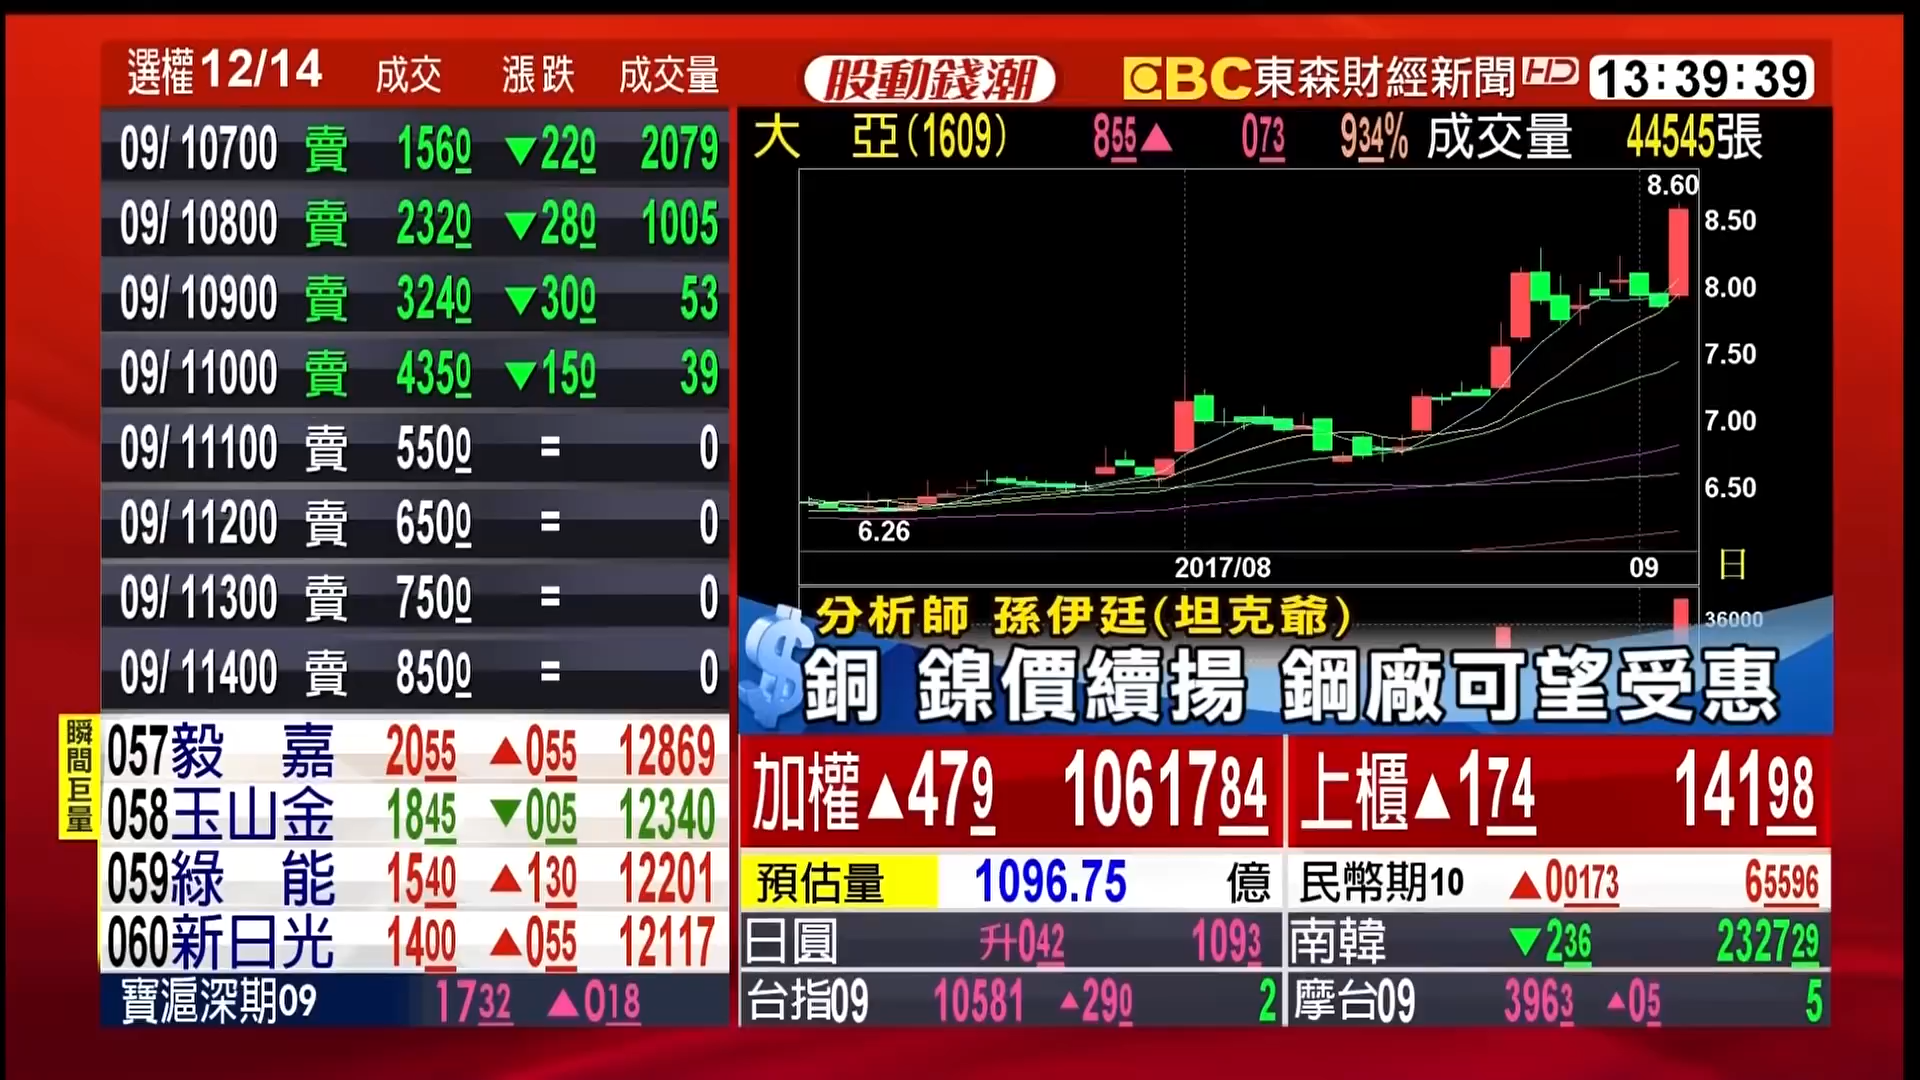 選權12/14 成交 漲跌 成交量
09/ 10700 賣 1560 ▼220 2079
09/ 10800 賣 2320 ▼280 1005
09/ 10900 賣 3240 ▼300 53
09/ 11000 賣 4350 ▼150 39
09/ 11100 賣 5500 = 0
09/ 11200 賣 6500 = 0
09/ 11300 賣 7500 = 0
09/ 11400 賣 8500 = 0
瞬間巨量
057毅 嘉 2055 ▲055 12869
058玉山金 1845 ▼005 12340
059綠 能 1540 ▲130 12201
060新日光 1400 ▲055 12117
寶滬深期09 1732 ▲018
股動錢潮
EBC東森財經新聞HD 13:39:39
大 亞(1609) 855▲ 073 934% 成交量 44545張
8.60
8.50
8.00
7.50
7.00
6.50
6.26
2017/08 09 日
36000
分析師 孫伊廷(坦克爺)
銅 鎳價續揚 鋼廠可望受惠
加權▲479 1061784
上櫃▲174 14198
預估量 1096.75 億
民幣期10 ▲00173 65596
日圓 升042 1093
南韓 ▼236 232729
台指09 10581 ▲290 2
摩台09 3963 ▲05 5